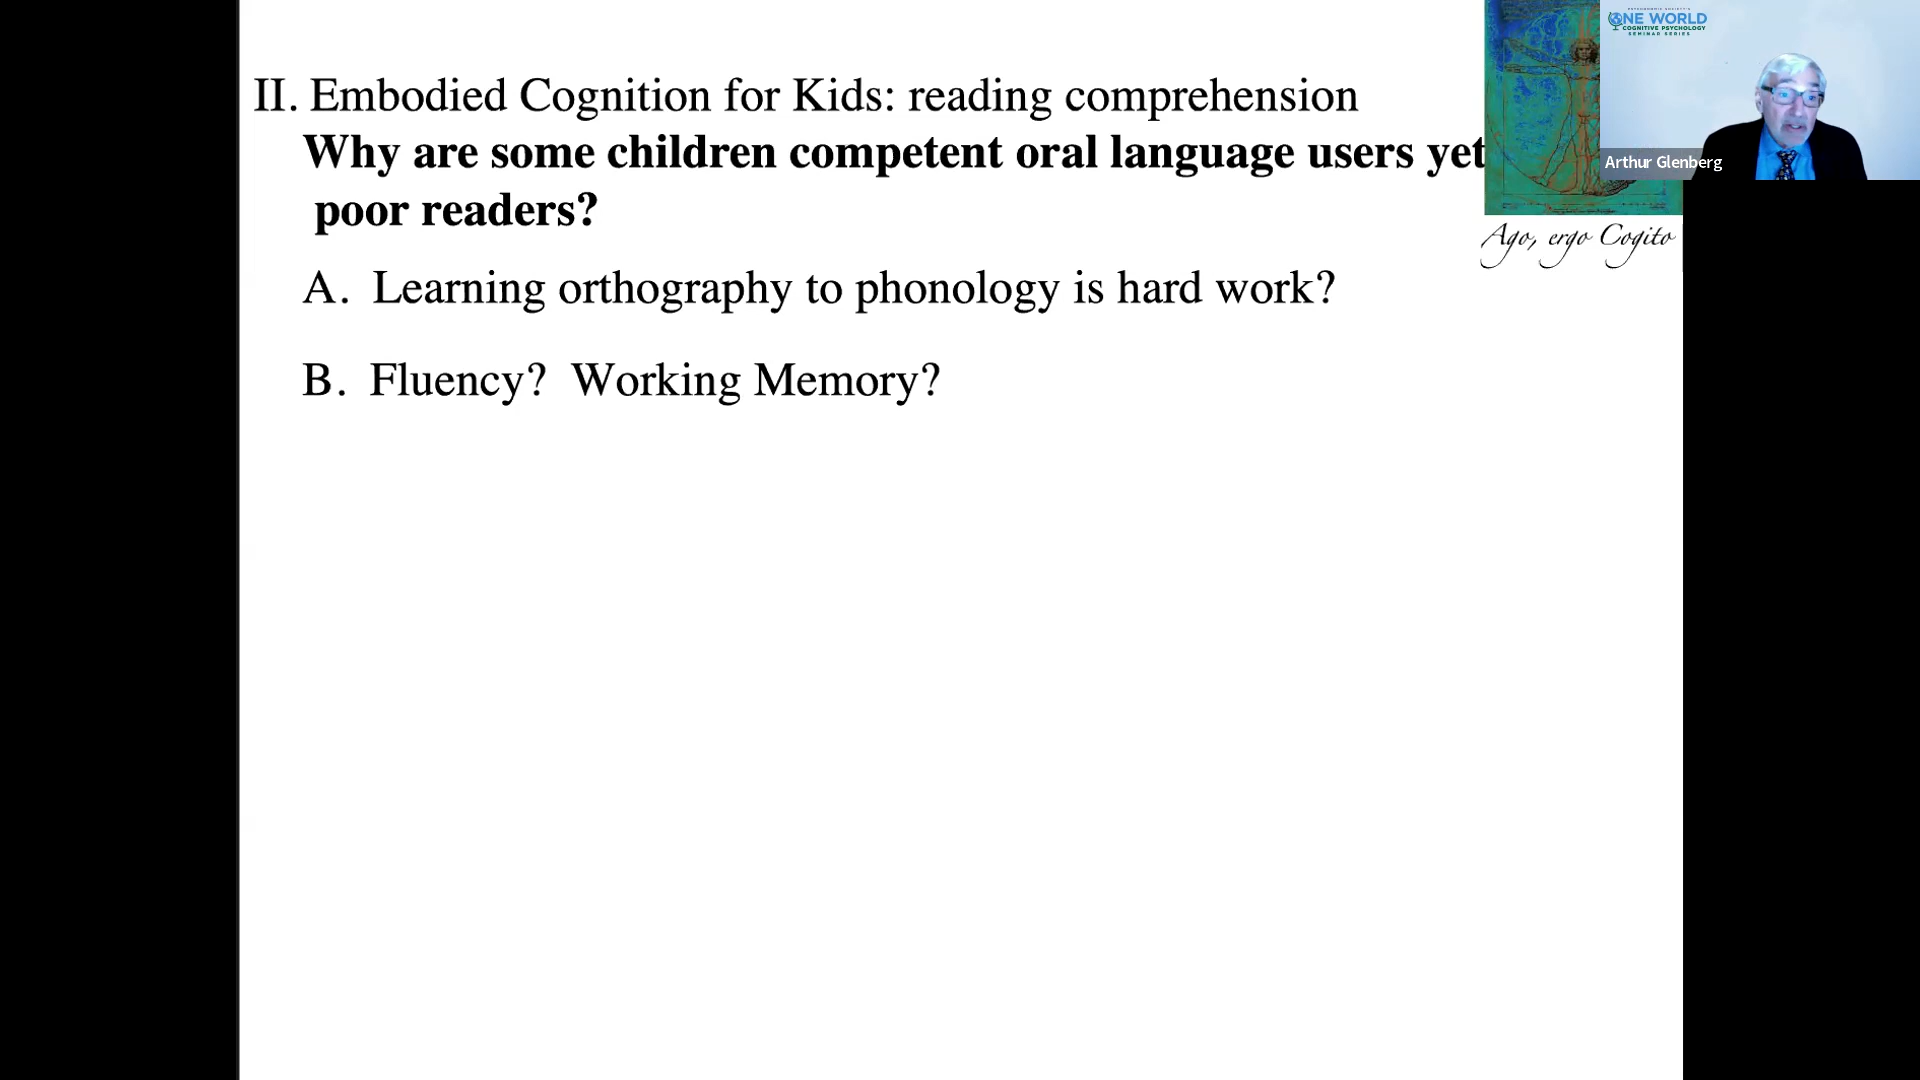 II. Embodied Cognition for Kids: reading comprehension
Why are some children competent oral language users yet
poor readers?
A. Learning orthography to phonology is hard work?
B. Fluency? Working Memory?
Ago, ergo Cogito
PSYCHONOMIC SOCIETY'S
ONE WORLD
COGNITIVE PSYCHOLOGY
SEMINAR SERIES
Arthur Glenberg